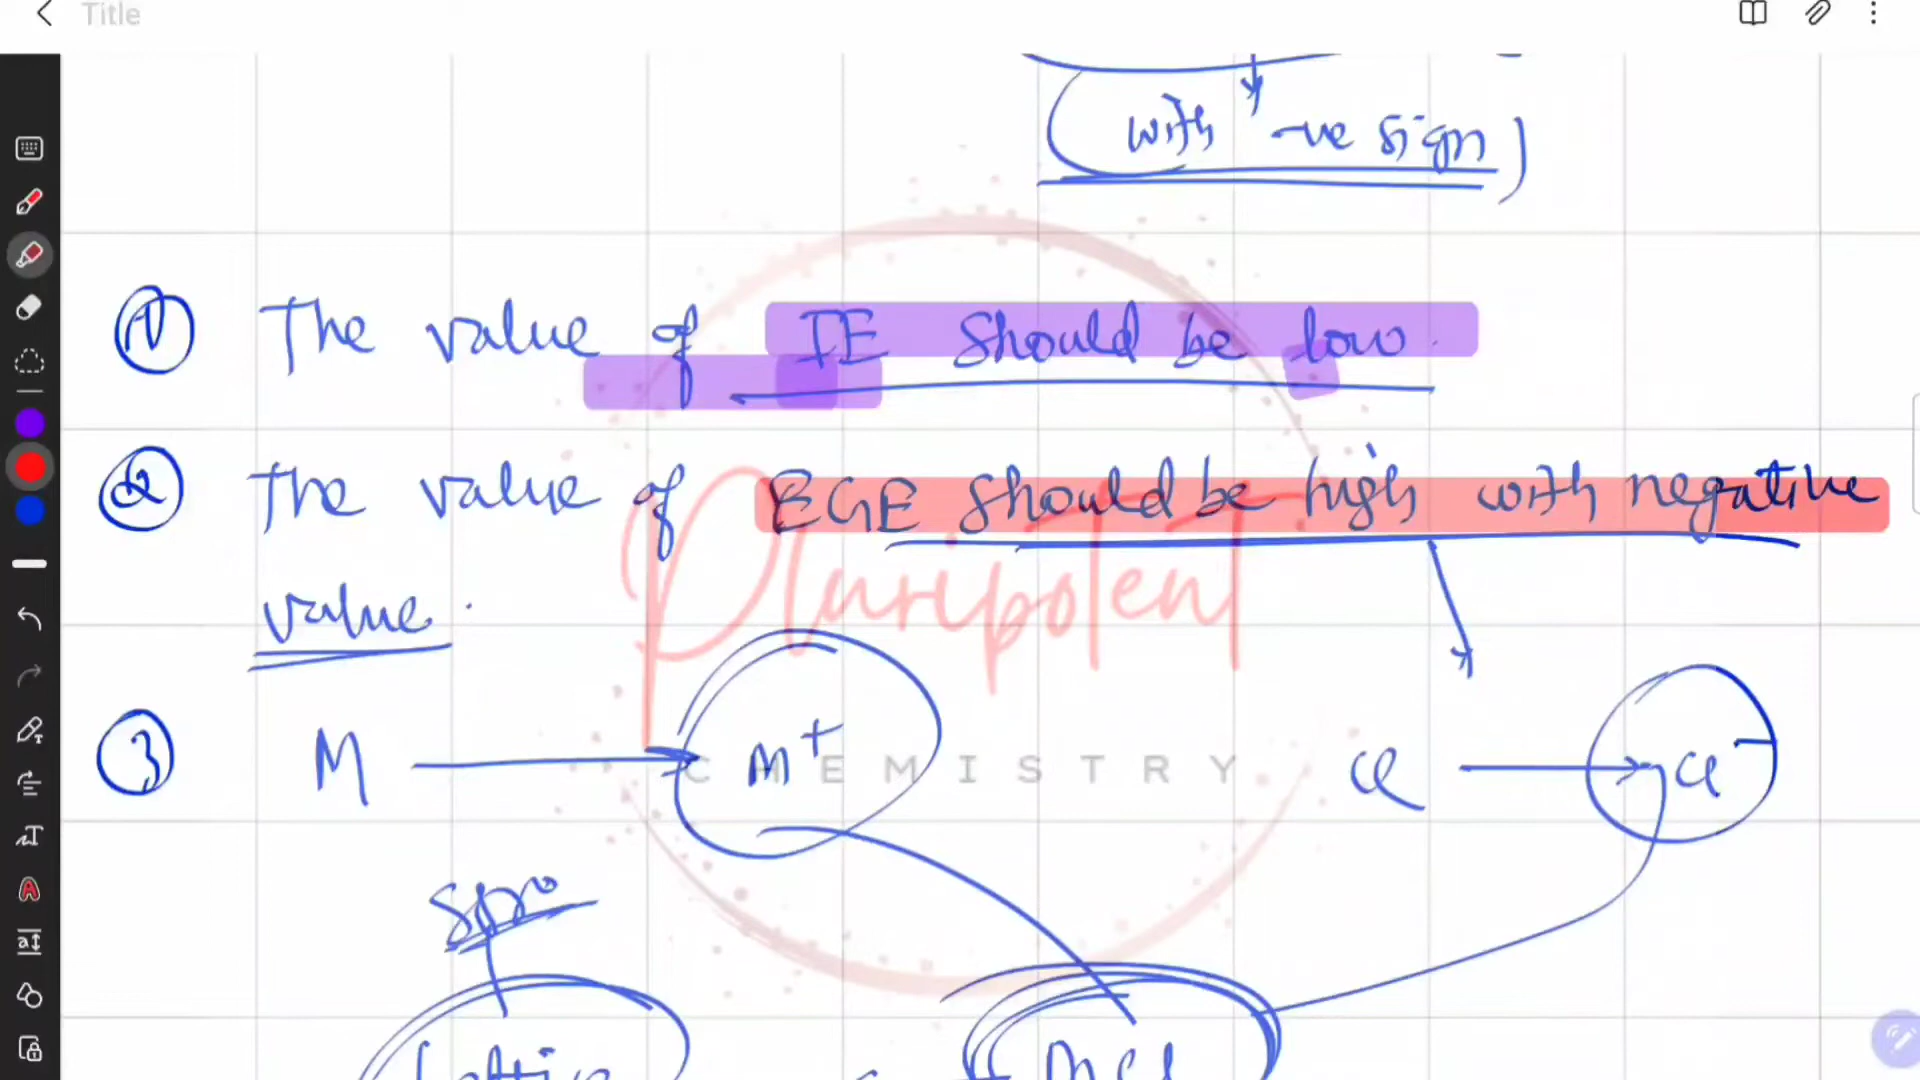 Title
with -ve sign)
① The value of IE should be low.
② The value of EGE should be high with negative
value.
PluripotenT
CHEMISTRY
③ M → M+ Cl → Cl-
MCl